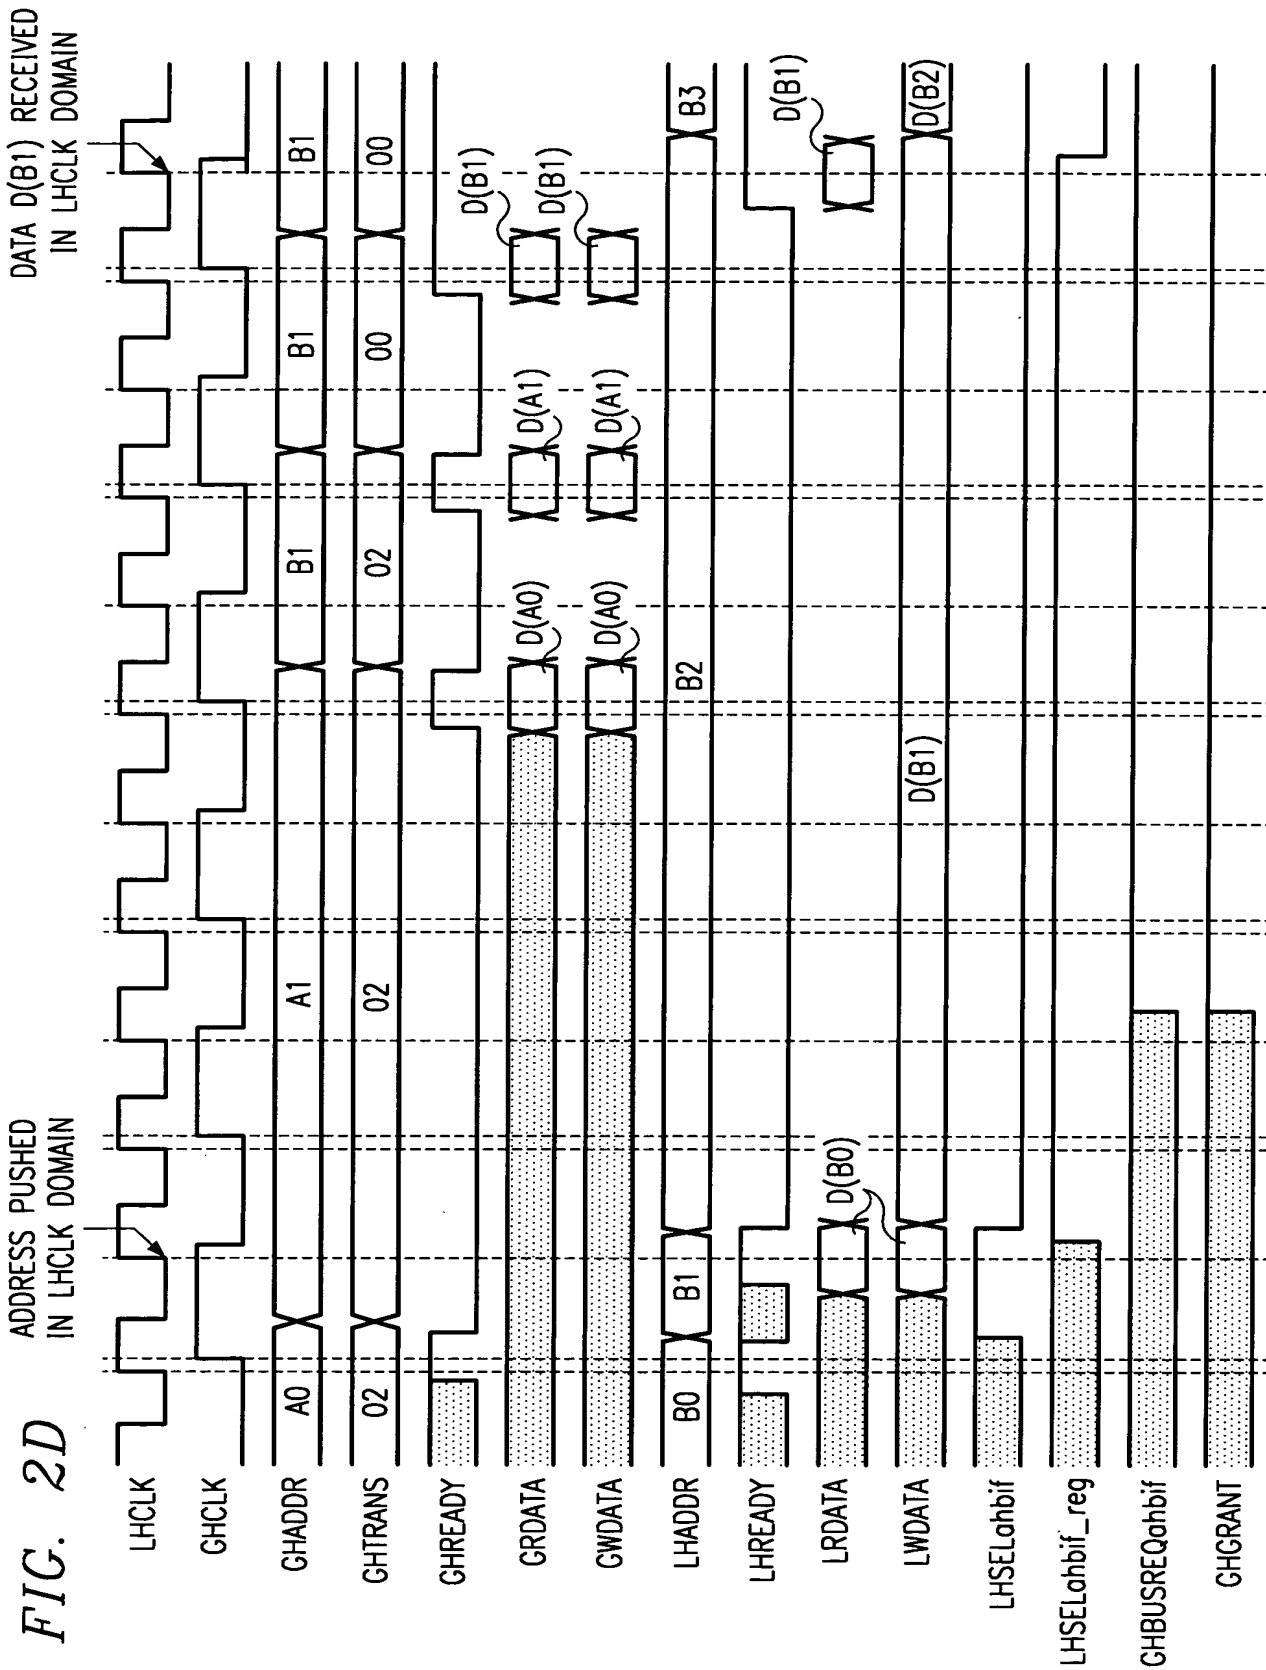 FIG. 2D
ADDRESS PUSHED
IN LHCLK DOMAIN
DATA D(B1) RECEIVED
IN LHCLK DOMAIN
LHCLK
GHCLK
GHADDR A0 A1 B1 B1 B1
GHTRANS 02 02 02 00 00
GHREADY
GRDATA D(A0) D(A1) D(B1)
GWDATA D(A0) D(A1) D(B1)
LHADDR B0 B1 B2 B3
LHREADY
LRDATA D(B0) D(B1)
LWDATA D(B1) D(B2)
LHSELahbif
LHSELahbif_reg
GHBUSREQahbif
GHGRANT